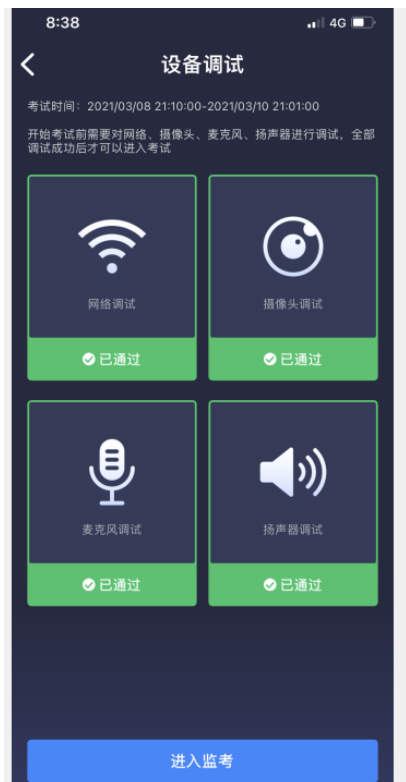 8:38
4G
设备调试
考试时间：2021/03/08 21:10:00-2021/03/10 21:01:00
开始考试前需要对网络、摄像头、麦克风、扬声器进行调试，全部
调试成功后才可以进入考试
网络调试
摄像头调试
已通过
已通过
麦克风调试
扬声器调试
已通过
已通过
进入监考